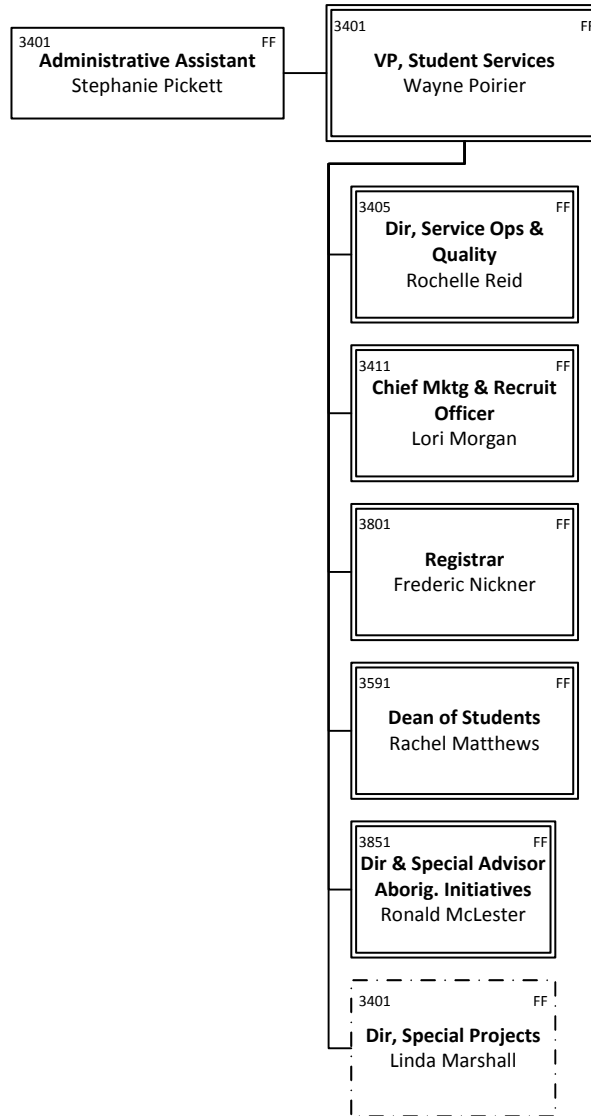 3401 FF
Administrative Assistant
Stephanie Pickett
3401 FF
VP, Student Services
Wayne Poirier
3405 FF
Dir, Service Ops &
Quality
Rochelle Reid
3411 FF
Chief Mktg & Recruit
Officer
Lori Morgan
3801 FF
Registrar
Frederic Nickner
3591 FF
Dean of Students
Rachel Matthews
3851 FF
Dir & Special Advisor
Aborig. Initiatives
Ronald McLester
3401 FF
Dir, Special Projects
Linda Marshall